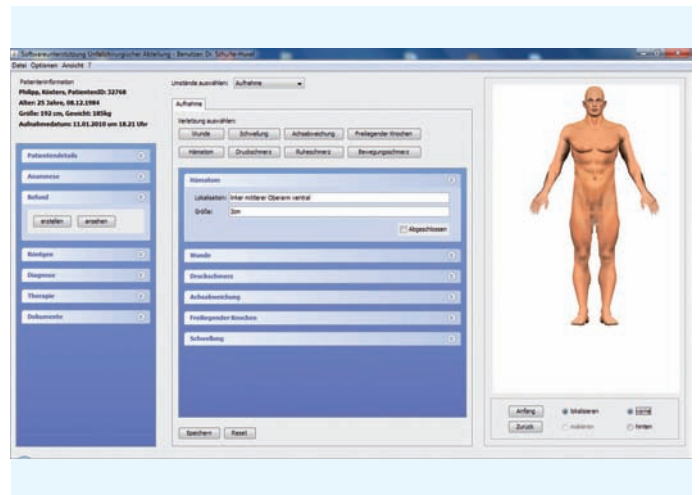 Softwareunterstützung Unfallchirurgischer Abteilung - Benutzer: Dr. Schulte-Huxel
Datei Optionen Ansicht ?
Patienteninformation
Philipp, Kösters, PatientenID: 32768
Alter: 25 Jahre, 08.12.1984
Größe: 192 cm, Gewicht: 105kg
Aufnahmedatum: 11.01.2010 um 18.21 Uhr
Patientendetails
Anamnese
Befund
erstellen ansehen
Röntgen
Diagnose
Therapie
Dokumente
Umstände auswählen: Aufnahme
Aufnahme
Verletzung auswählen:
Wunde Schwellung Achsabweichung Freiliegender Knochen
Hämatom Druckschmerz Ruheschmerz Bewegungsschmerz
Hämatom
Lokalisation: linker mittlerer Oberarm ventral
Größe: 3cm
Abgeschlossen
Wunde
Druckschmerz
Achsabweichung
Freiliegender Knochen
Schwellung
Speichern Reset
Anfang lokalisieren vorne
Zurück markieren hinten